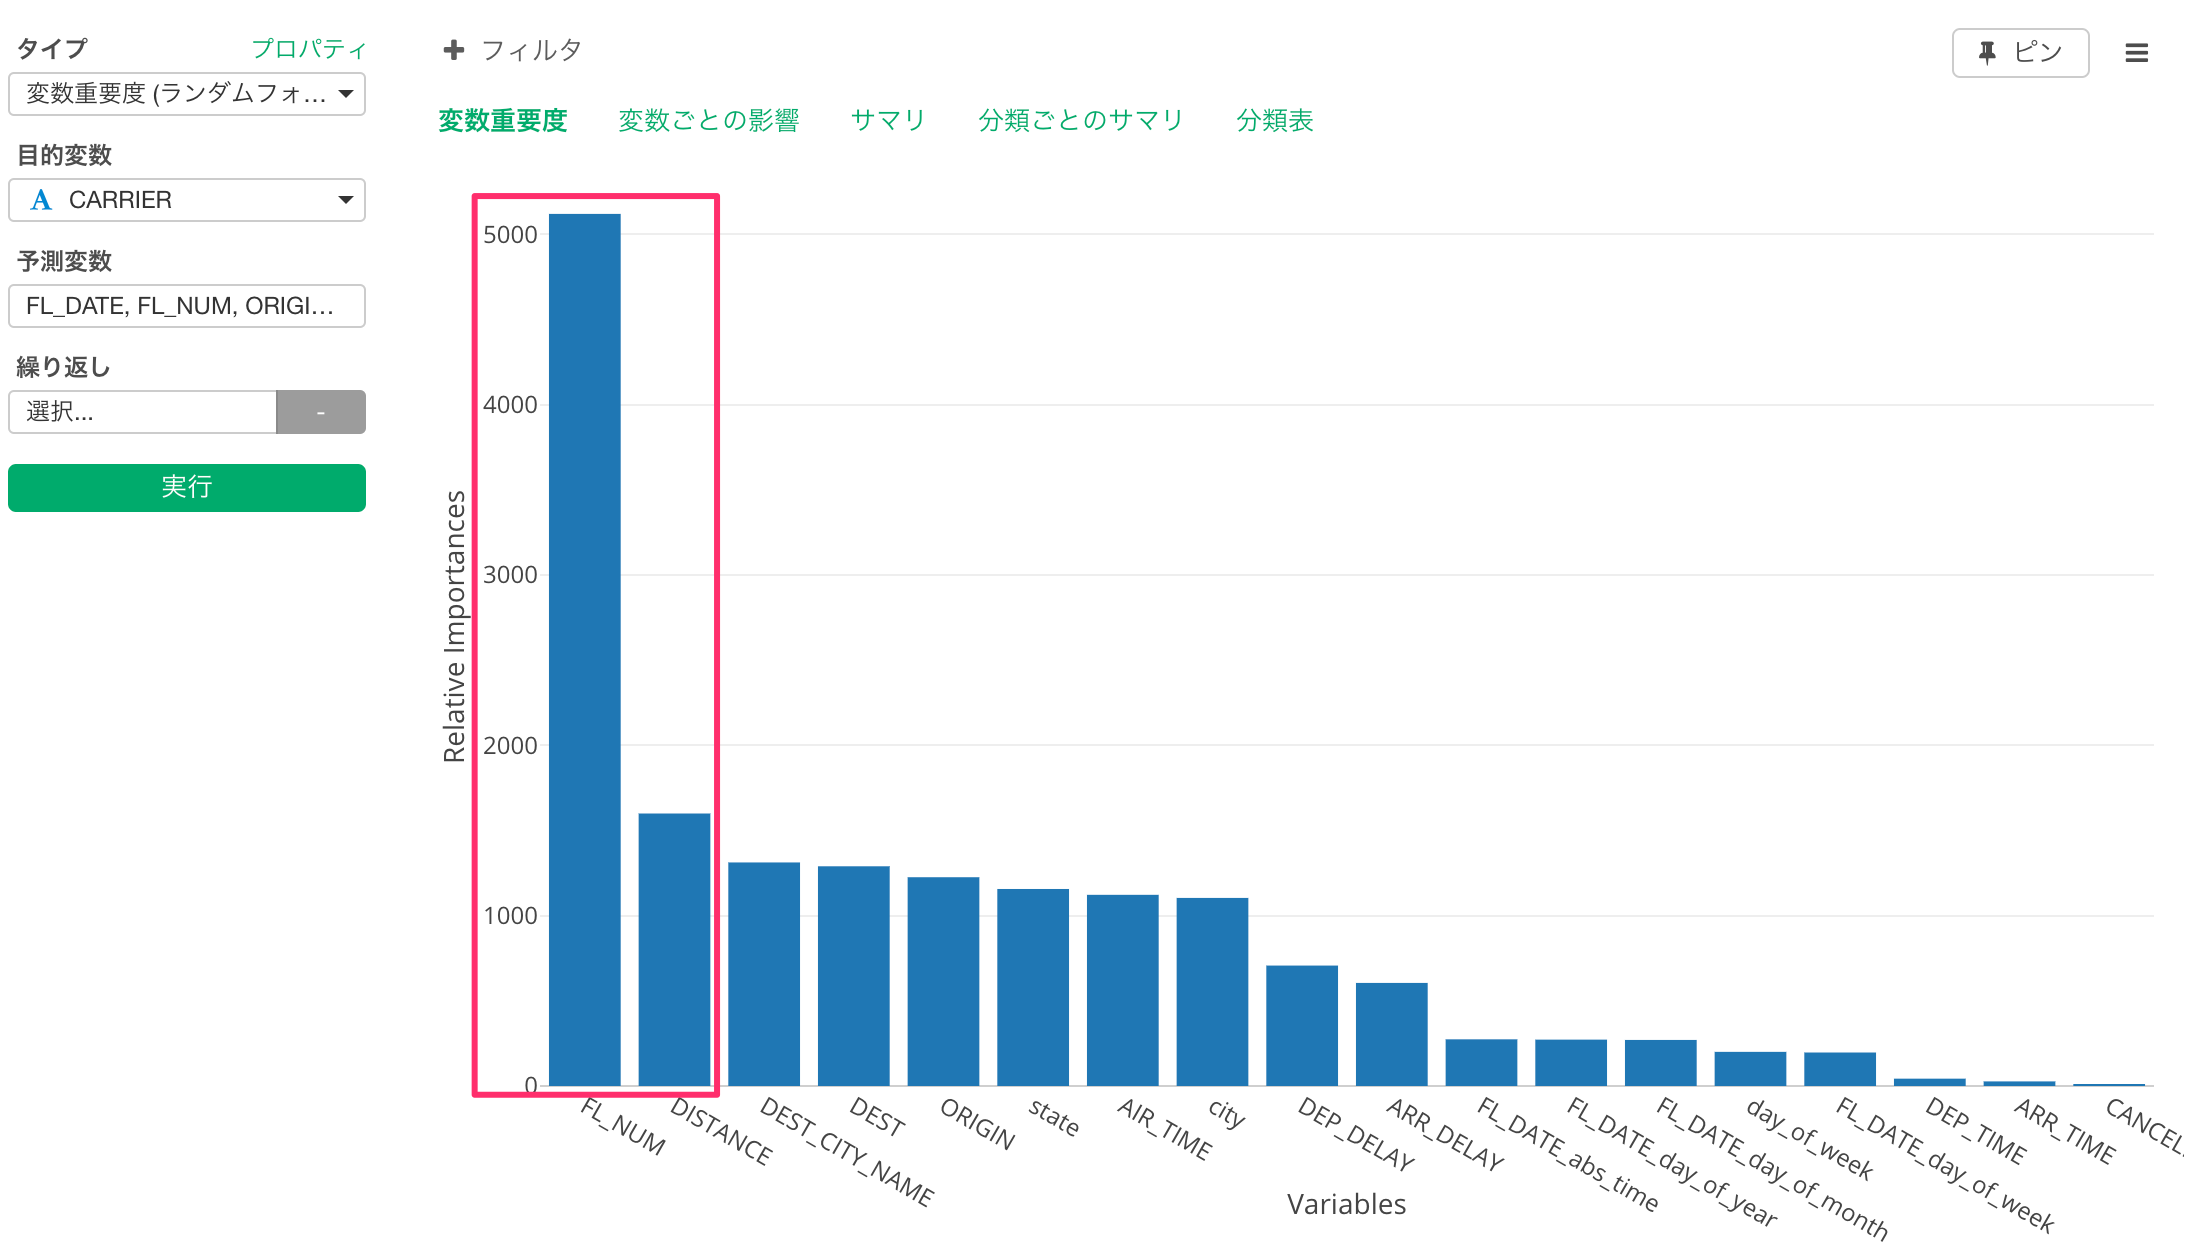 タイプ
プロパティ
変数重要度 (ランダムフォ...
目的変数
A CARRIER
予測変数
FL_DATE, FL_NUM, ORIGI...
繰り返し
選択...
-
実行
+ フィルタ
ピン
変数重要度
変数ごとの影響
サマリ
分類ごとのサマリ
分類表
Relative Importances
5000
4000
3000
2000
1000
0
FL_NUM
DISTANCE
DEST_CITY_NAME
DEST
ORIGIN
state
AIR_TIME
city
DEP_DELAY
ARR_DELAY
FL_DATE_abs_time
FL_DATE_day_of_year
FL_DATE_day_of_month
day_of_week
FL_DATE_day_of_week
DEP_TIME
ARR_TIME
CANCEL
Variables